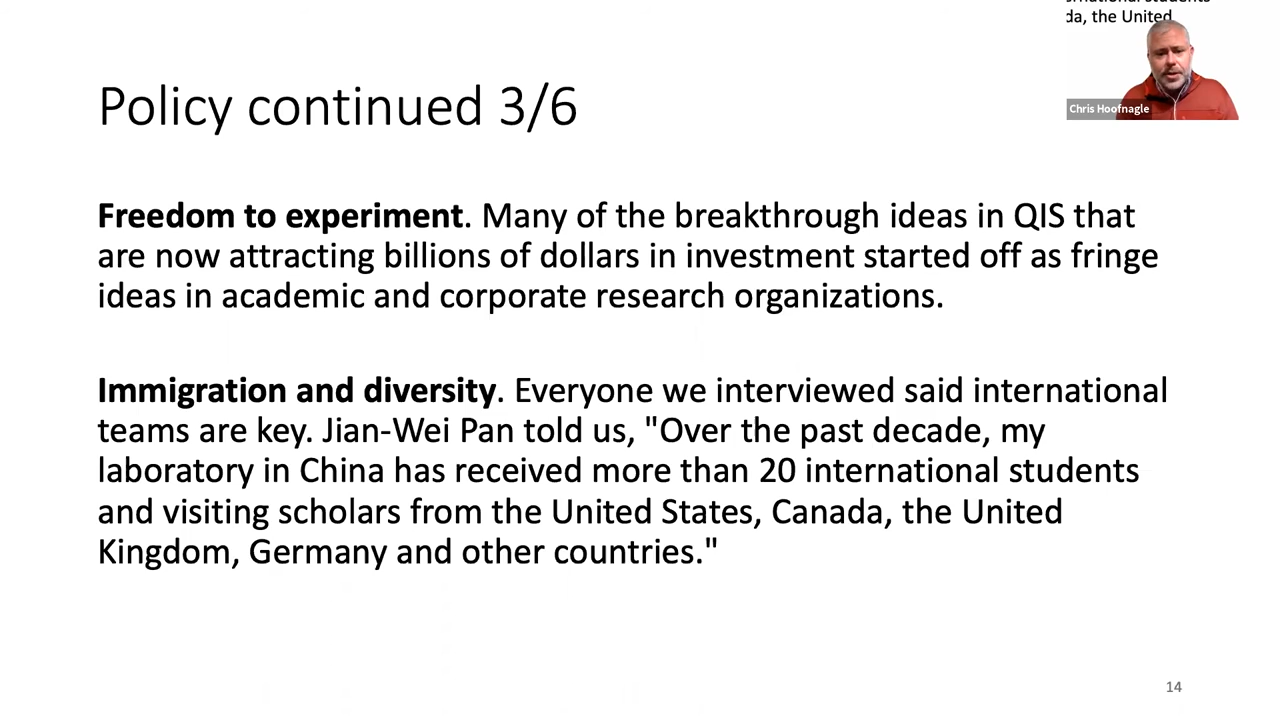 da, the United
Chris Hoofnagle
Policy continued 3/6
Freedom to experiment. Many of the breakthrough ideas in QIS that
are now attracting billions of dollars in investment started off as fringe
ideas in academic and corporate research organizations.
Immigration and diversity. Everyone we interviewed said international
teams are key. Jian-Wei Pan told us, "Over the past decade, my
laboratory in China has received more than 20 international students
and visiting scholars from the United States, Canada, the United
Kingdom, Germany and other countries."
14